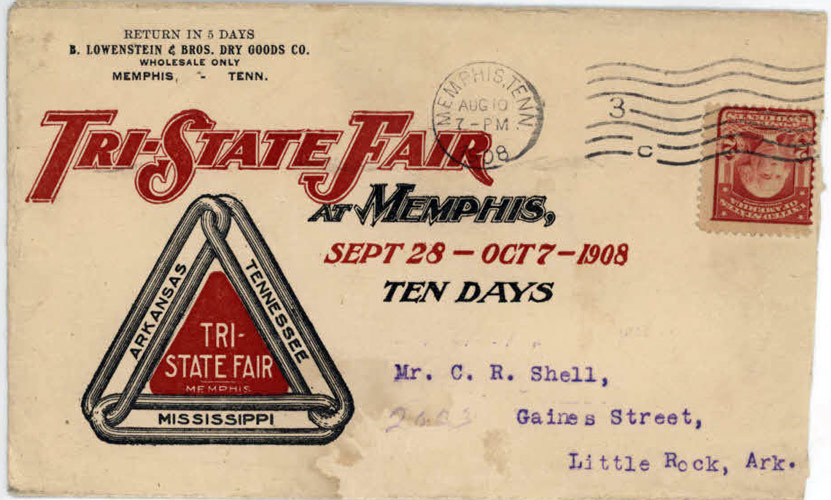 RETURN IN 5 DAYS
B. LOWENSTEIN & BROS. DRY GOODS CO.
WHOLESALE ONLY
MEMPHIS, - TENN.
MEMPHIS, TENN.
AUG 10
7-PM
08
3
C
TRI-STATE FAIR
AT MEMPHIS,
SEPT 28 - OCT 7 - 1908
TEN DAYS
ARKANSAS
TENNESSEE
TRI-
STATE FAIR
MEMPHIS
MISSISSIPPI
Mr. C. R. Shell,
Gaines Street,
Little Rock, Ark.